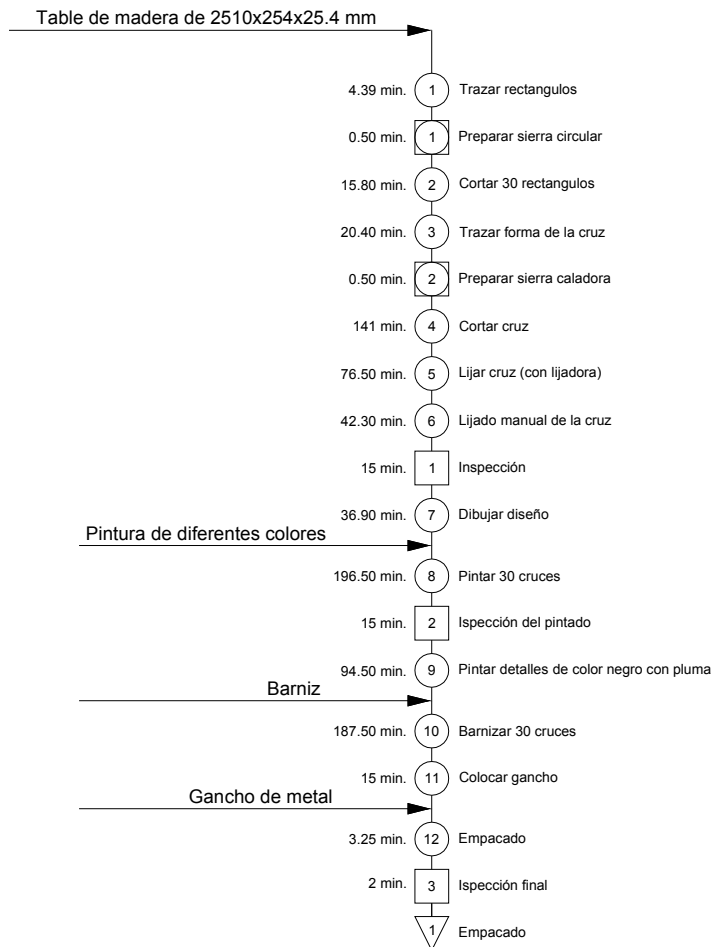 Table de madera de 2510x254x25.4 mm
4.39 min. 1 Trazar rectangulos
0.50 min. 1 Preparar sierra circular
15.80 min. 2 Cortar 30 rectangulos
20.40 min. 3 Trazar forma de la cruz
0.50 min. 2 Preparar sierra caladora
141 min. 4 Cortar cruz
76.50 min. 5 Lijar cruz (con lijadora)
42.30 min. 6 Lijado manual de la cruz
15 min. 1 Inspección
36.90 min. 7 Dibujar diseño
Pintura de diferentes colores
196.50 min. 8 Pintar 30 cruces
15 min. 2 Ispección del pintado
94.50 min. 9 Pintar detalles de color negro con pluma
Barniz
187.50 min. 10 Barnizar 30 cruces
15 min. 11 Colocar gancho
Gancho de metal
3.25 min. 12 Empacado
2 min. 3 Ispección final
1 Empacado